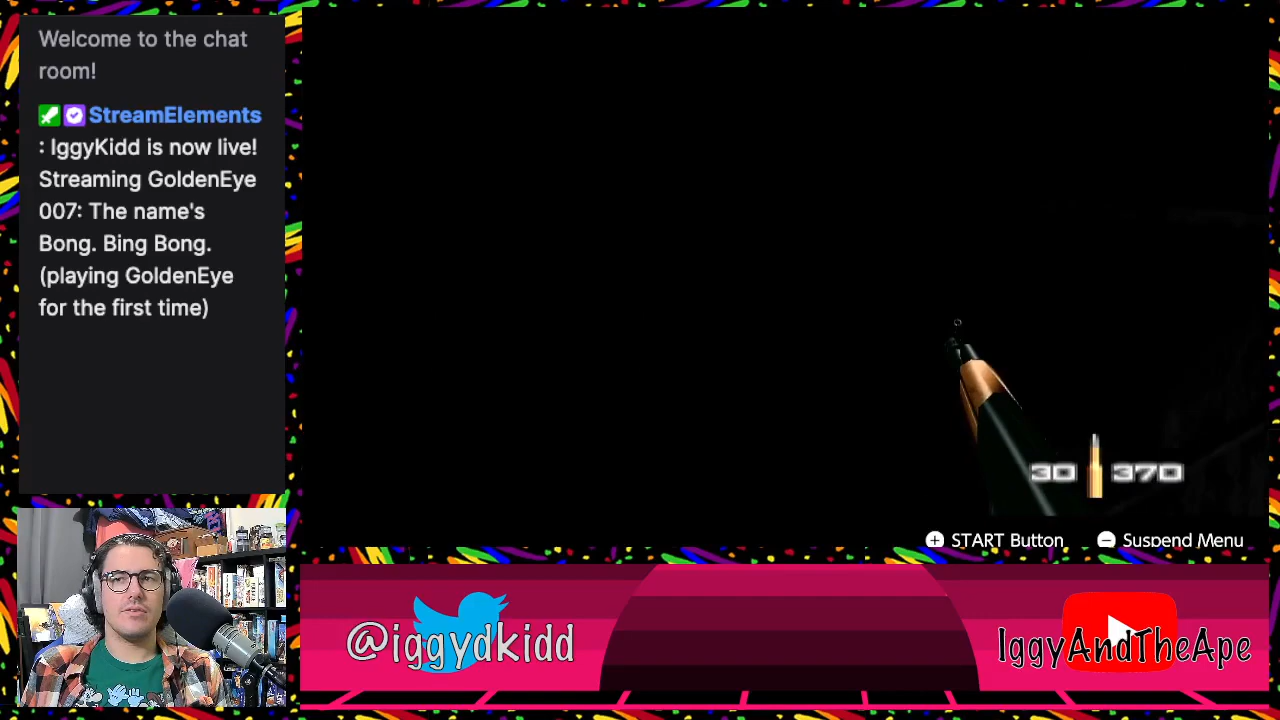 Welcome to the chat
room!
StreamElements
: IggyKidd is now live!
Streaming GoldenEye
007: The name's
Bong. Bing Bong.
(playing GoldenEye
for the first time)
30 370
START Button Suspend Menu
@iggydkidd
IggyAndTheApe